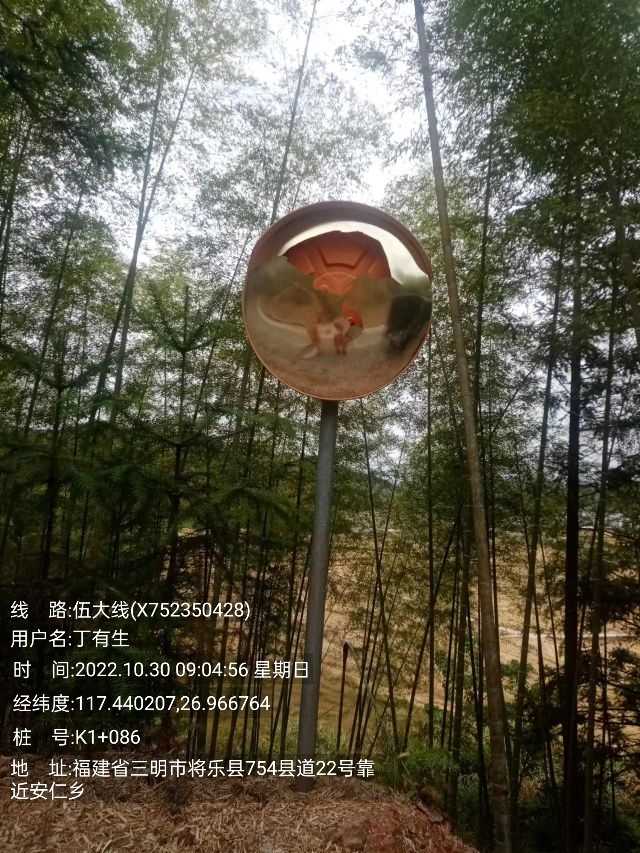 线 路:伍大线(X752350428)
用户名:丁有生
时 间:2022.10.30 09:04:56 星期日
经纬度:117.440207,26.966764
桩 号:K1+086
地 址:福建省三明市将乐县754县道22号靠
近安仁乡